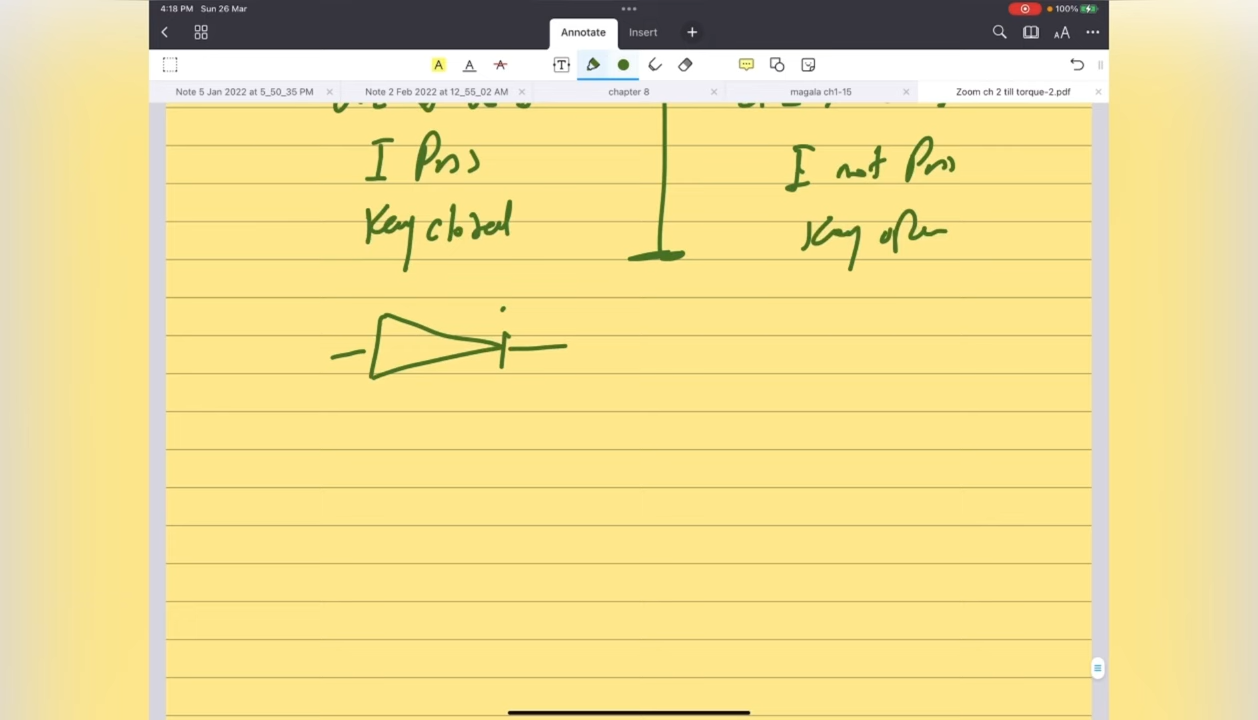 4:18 PM Sun 26 Mar
100%
Annotate
Insert
Note 5 Jan 2022 at 5_50_35 PM
Note 2 Feb 2022 at 12_55_02 AM
chapter 8
magala ch1-15
Zoom ch 2 till torque-2.pdf
I Pass
Key closed
I not Pass
Key open